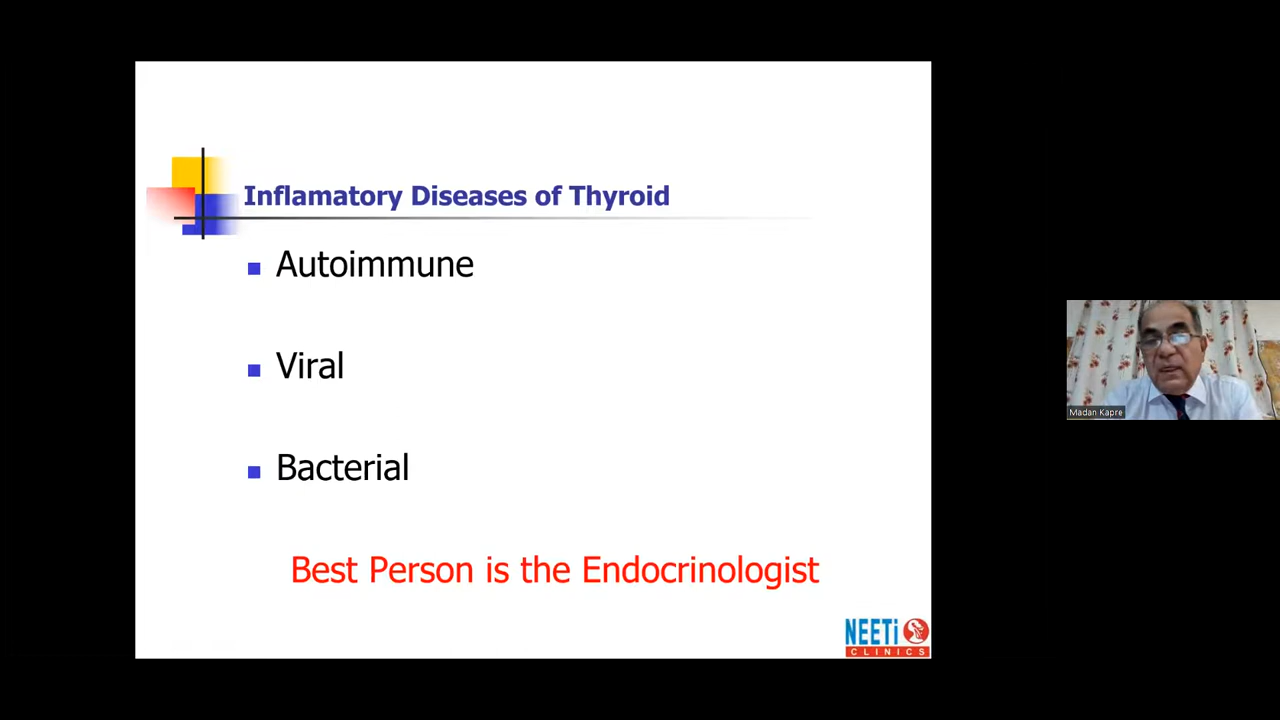 Inflamatory Diseases of Thyroid
Autoimmune
Viral
Bacterial
Best Person is the Endocrinologist
NEETi
CLINICS
Madan Kapre